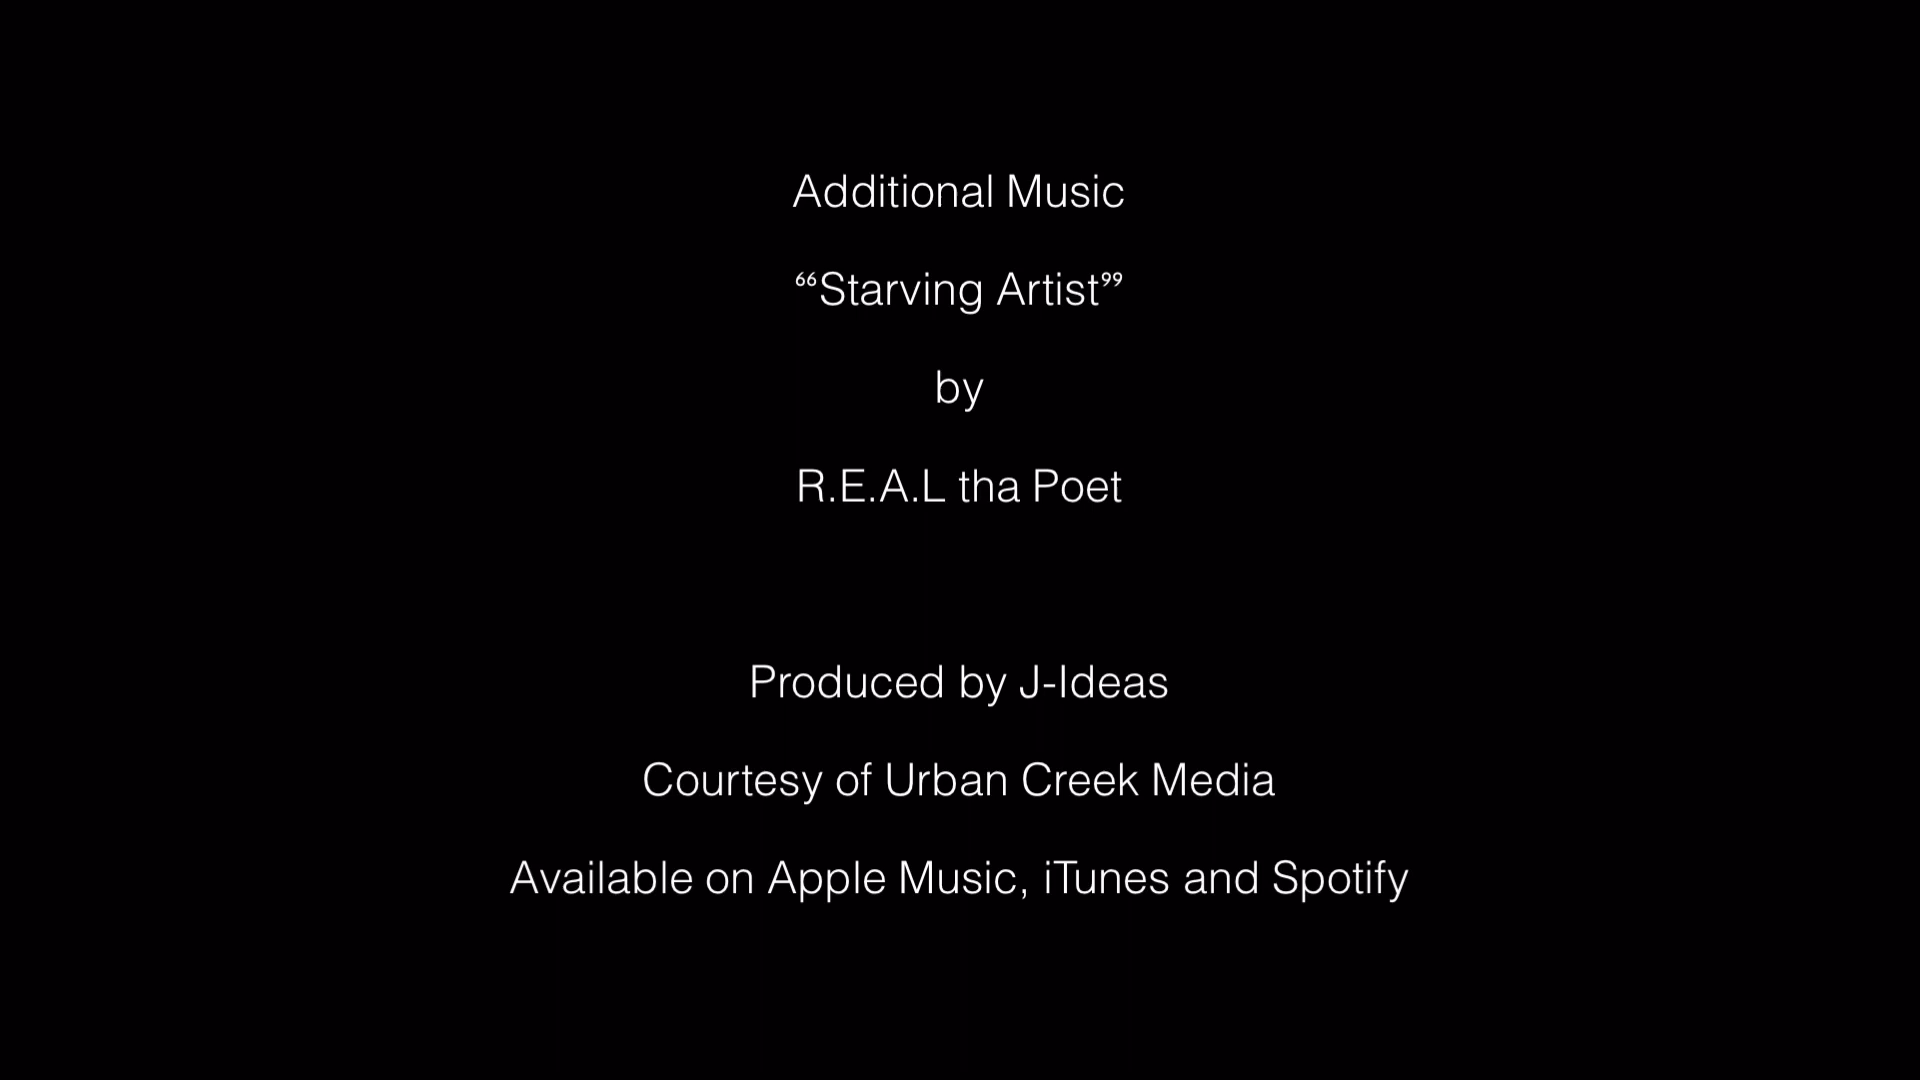 Additional Music
“Starving Artist”
by
R.E.A.L tha Poet
Produced by J-Ideas
Courtesy of Urban Creek Media
Available on Apple Music, iTunes and Spotify